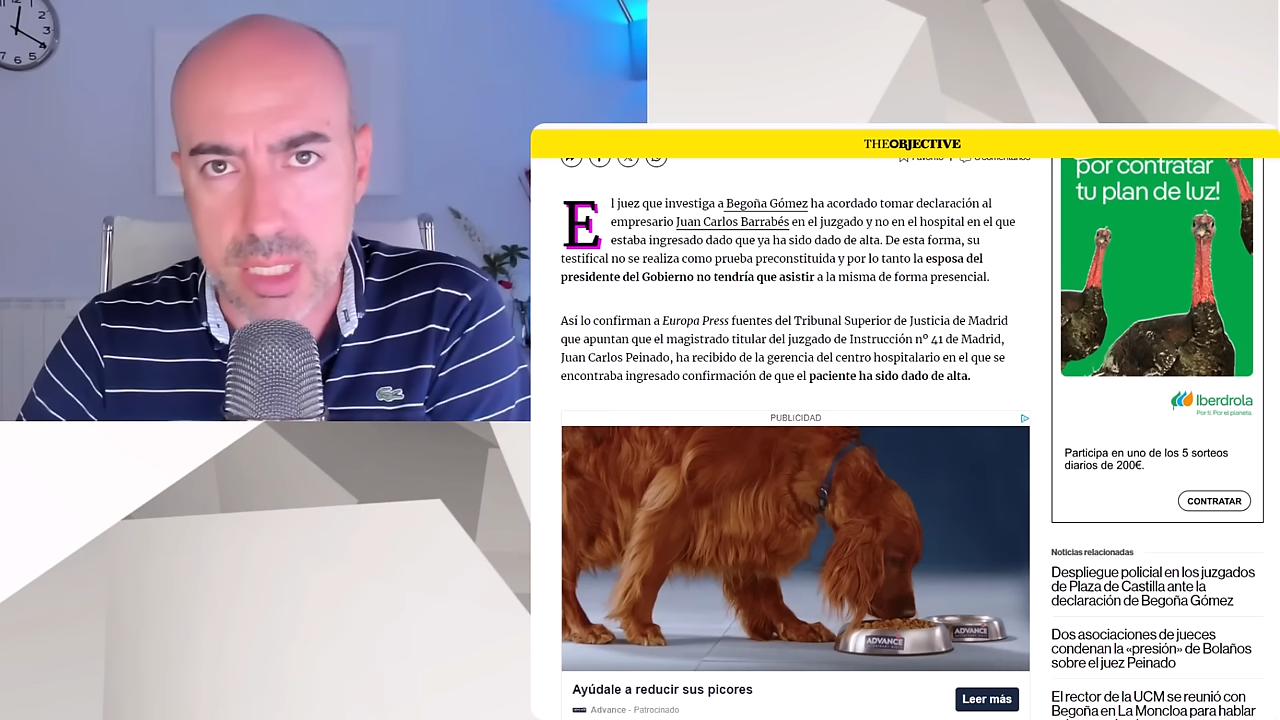 12
3
4
5
6
THEOBJECTIVE
El juez que investiga a Begoña Gómez ha acordado tomar declaración al
empresario Juan Carlos Barrabés en el juzgado y no en el hospital en el que
estaba ingresado dado que ya ha sido dado de alta. De esta forma, su
testifical no se realiza como prueba preconstituida y por lo tanto la esposa del
presidente del Gobierno no tendría que asistir a la misma de forma presencial.
Así lo confirman a Europa Press fuentes del Tribunal Superior de Justicia de Madrid
que apuntan que el magistrado titular del juzgado de Instrucción nº 41 de Madrid,
Juan Carlos Peinado, ha recibido de la gerencia del centro hospitalario en el que se
encontraba ingresado confirmación de que el paciente ha sido dado de alta.
PUBLICIDAD
ADVANCE
ADVANCE
Ayúdale a reducir sus picores
Advance - Patrocinado
Leer más
por contratar
tu plan de luz!
Iberdrola
Por ti. Por el planeta.
Participa en uno de los 5 sorteos
diarios de 200€.
CONTRATAR
Noticias relacionadas
Despliegue policial en los juzgados
de Plaza de Castilla ante la
declaración de Begoña Gómez
Dos asociaciones de jueces
condenan la «presión» de Bolaños
sobre el juez Peinado
El rector de la UCM se reunió con
Begoña en La Moncloa para hablar